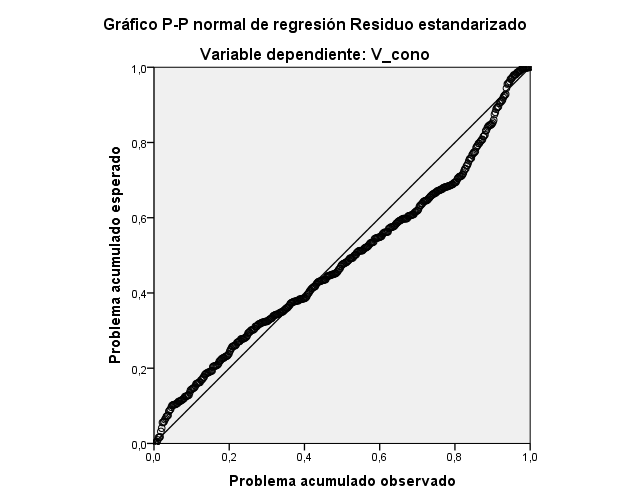 Gráfico P-P normal de regresión Residuo estandarizado
Variable dependiente: V_cono
1,0
0,8
0,6
0,4
0,2
0,0
Problema acumulado esperado
0,0 0,2 0,4 0,6 0,8 1,0
Problema acumulado observado